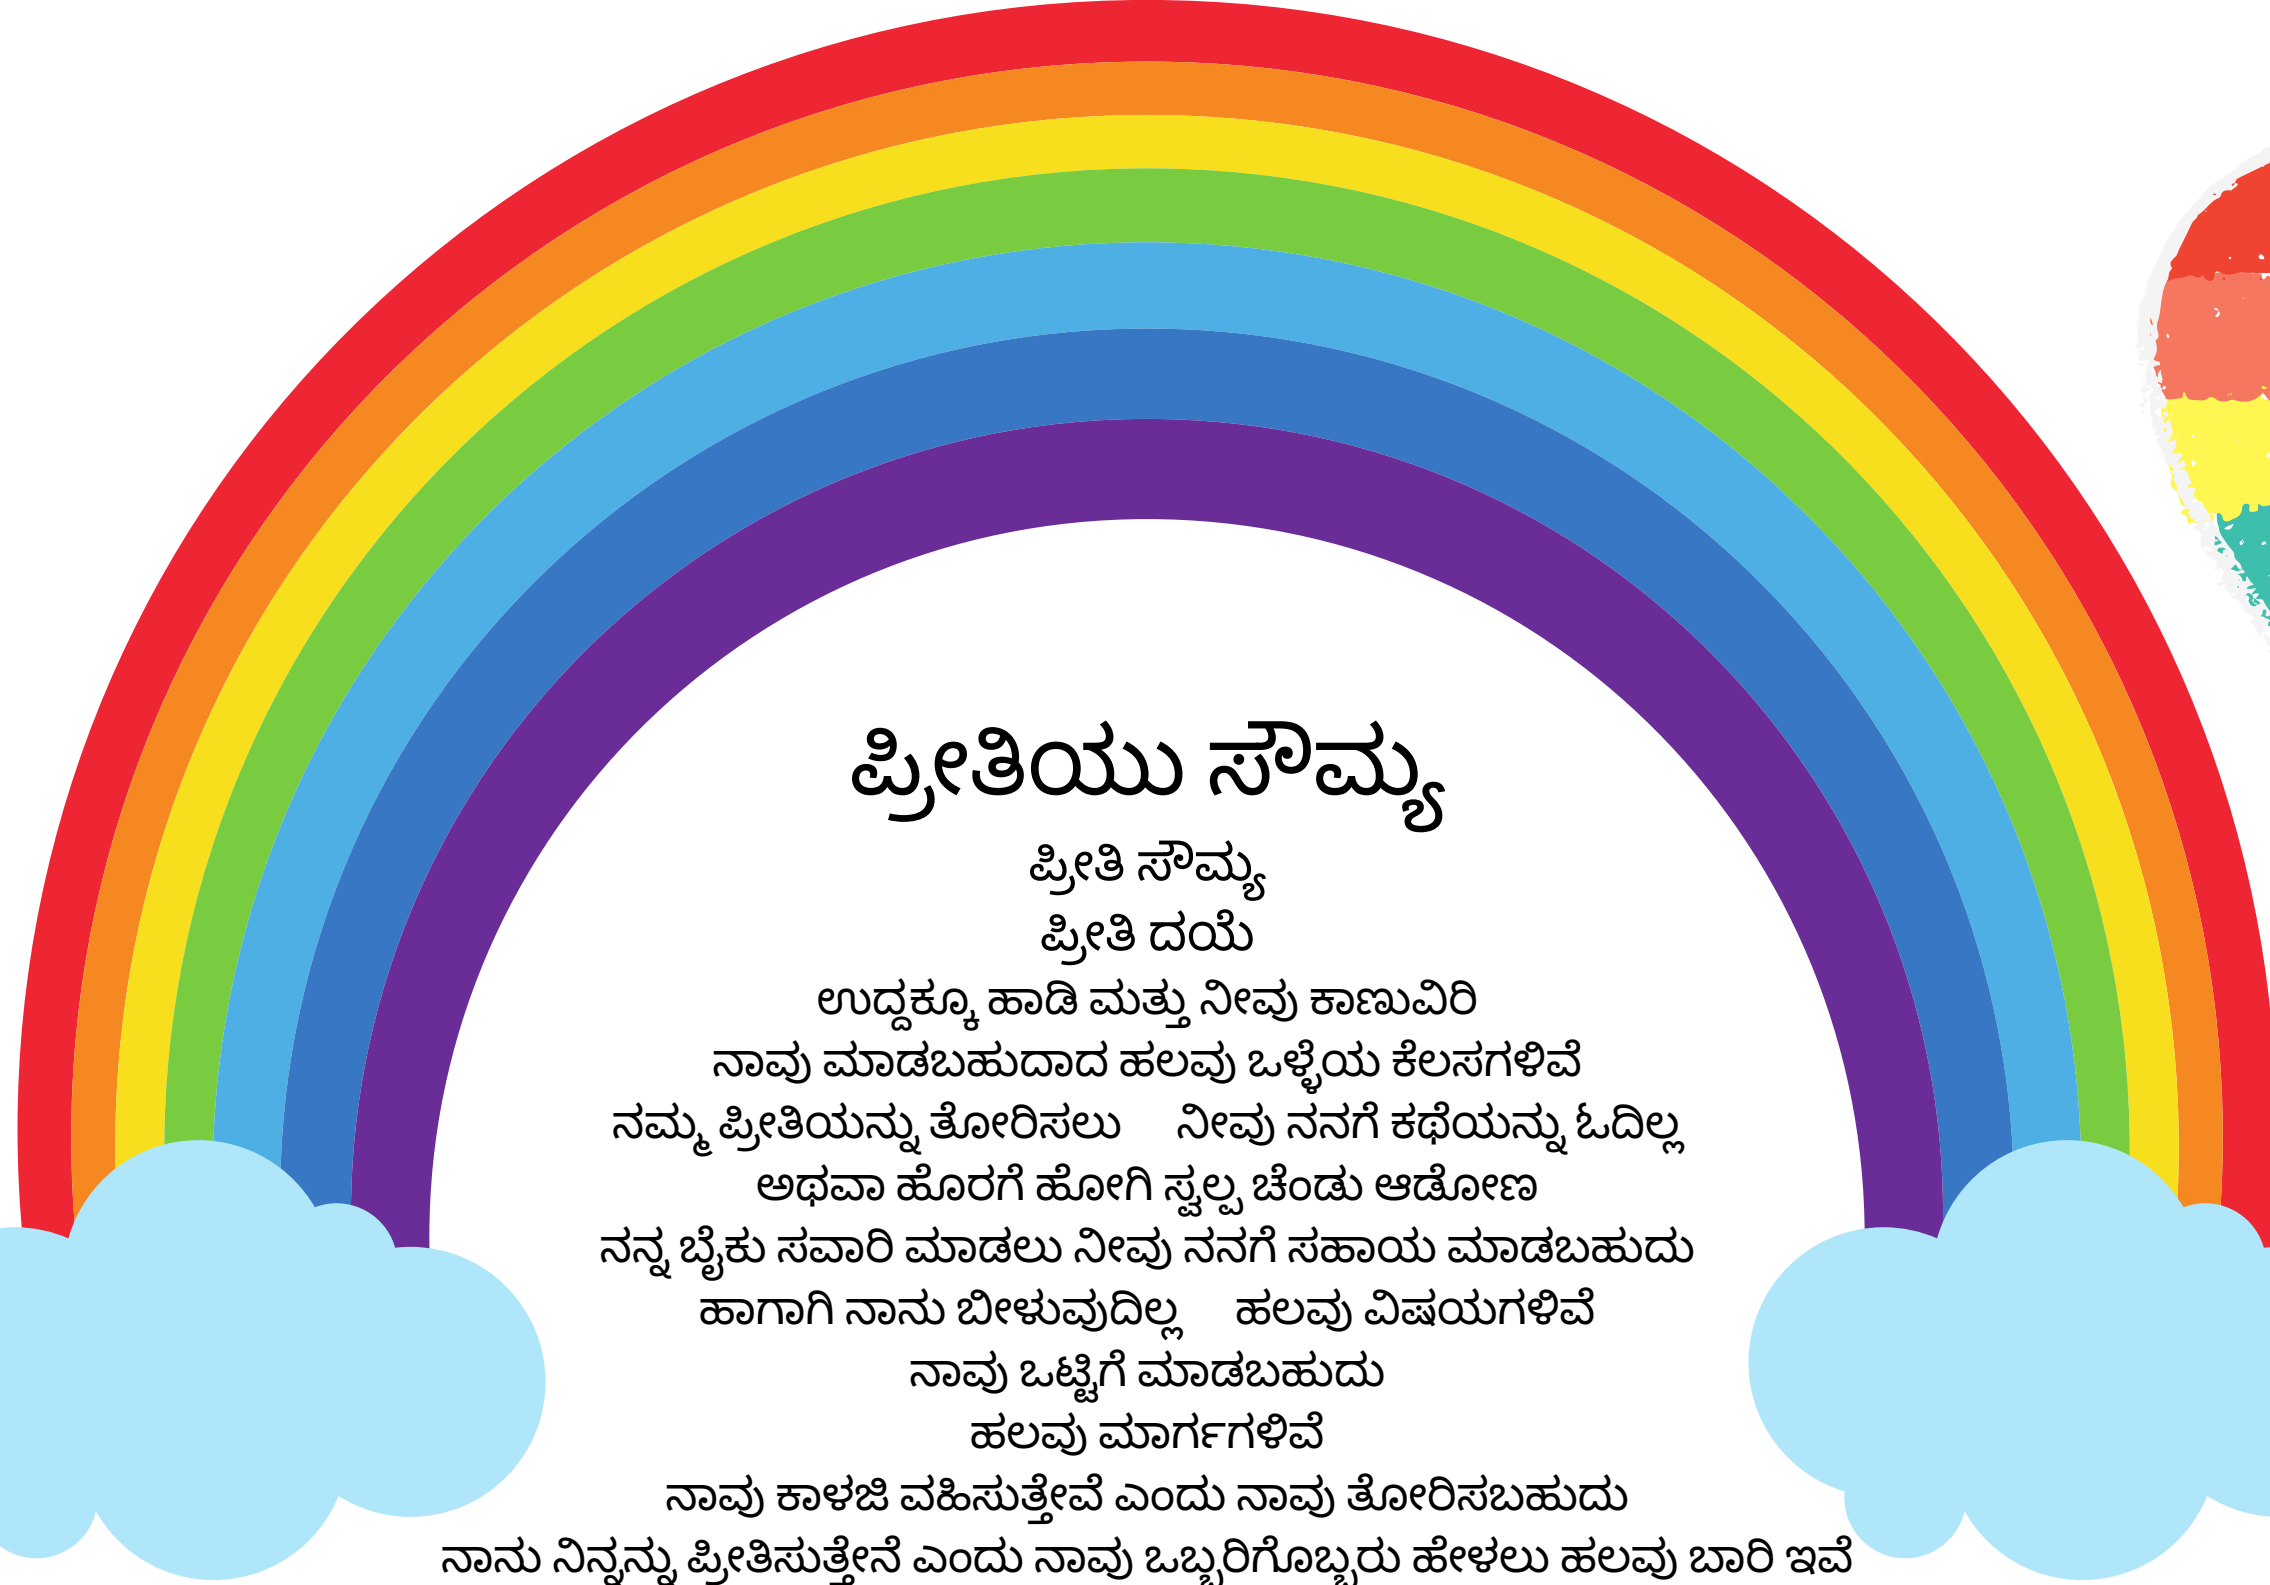 ಪ್ರೀತಿಯು ಸೌಮ್ಯ
ಪ್ರೀತಿ ಸೌಮ್ಯ
ಪ್ರೀತಿ ದಯೆ
ಉದ್ದಕ್ಕೂ ಹಾಡಿ ಮತ್ತು ನೀವು ಕಾಣುವಿರಿ
ನಾವು ಮಾಡಬಹುದಾದ ಹಲವು ಒಳ್ಳೆಯ ಕೆಲಸಗಳಿವೆ
ನಮ್ಮ ಪ್ರೀತಿಯನ್ನು ತೋರಿಸಲು ನೀವು ನನಗೆ ಕಥೆಯನ್ನು ಓದಿಲ್ಲ
ಅಥವಾ ಹೊರಗೆ ಹೋಗಿ ಸ್ವಲ್ಪ ಚೆಂಡು ಆಡೋಣ
ನನ್ನ ಬೈಕು ಸವಾರಿ ಮಾಡಲು ನೀವು ನನಗೆ ಸಹಾಯ ಮಾಡಬಹುದು
ಹಾಗಾಗಿ ನಾನು ಬೀಳುವುದಿಲ್ಲ ಹಲವು ವಿಷಯಗಳಿವೆ
ನಾವು ಒಟ್ಟಿಗೆ ಮಾಡಬಹುದು
ಹಲವು ಮಾರ್ಗಗಳಿವೆ
ನಾವು ಕಾಳಜಿ ವಹಿಸುತ್ತೇವೆ ಎಂದು ನಾವು ತೋರಿಸಬಹುದು
ನಾನು ನಿನ್ನನ್ನು ಪ್ರೀತಿಸುತ್ತೇನೆ ಎಂದು ನಾವು ಒಬ್ಬರಿಗೊಬ್ಬರು ಹೇಳಲು ಹಲವು ಬಾರಿ ಇವೆ